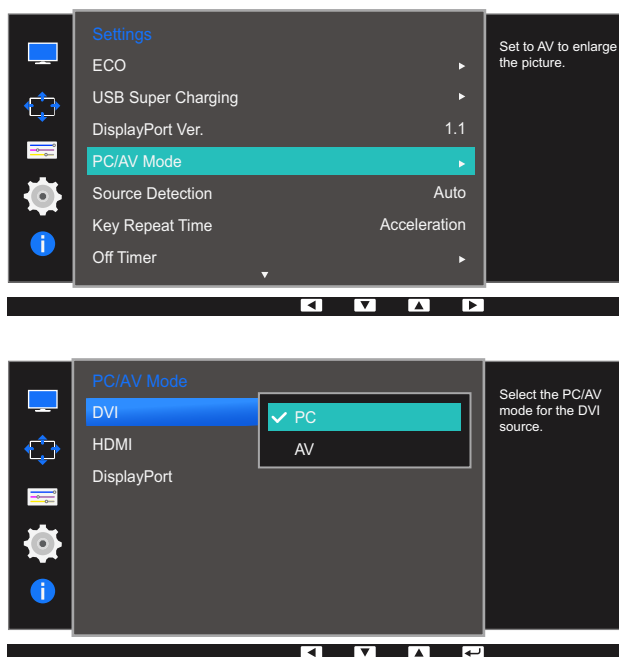 Settings
ECO
USB Super Charging
DisplayPort Ver. 1.1
PC/AV Mode
Source Detection Auto
Key Repeat Time Acceleration
Off Timer
Set to AV to enlarge
the picture.
PC/AV Mode
DVI
HDMI
DisplayPort
PC
AV
Select the PC/AV
mode for the DVI
source.